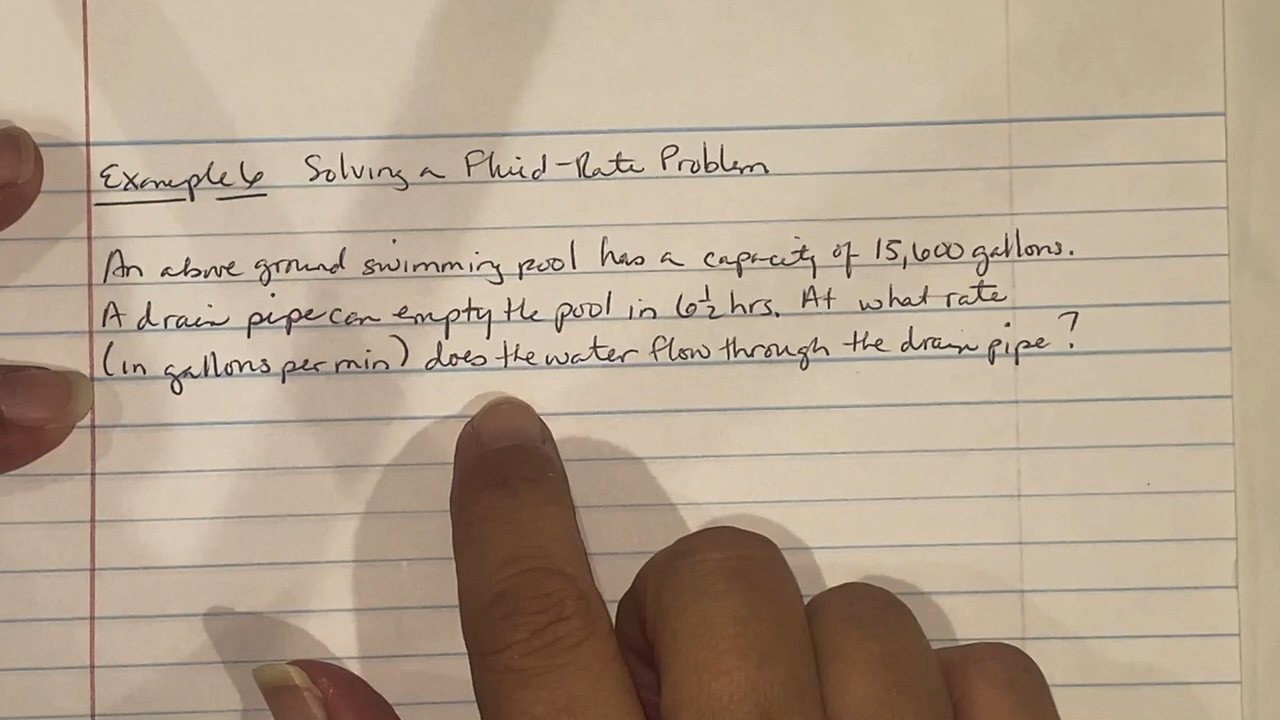 Example 6 Solving a Fluid-Rate Problem
An above ground swimming pool has a capacity of 15,600 gallons.
A drain pipe can empty the pool in 6 1/2 hrs. At what rate
(in gallons per min) does the water flow through the drain pipe?